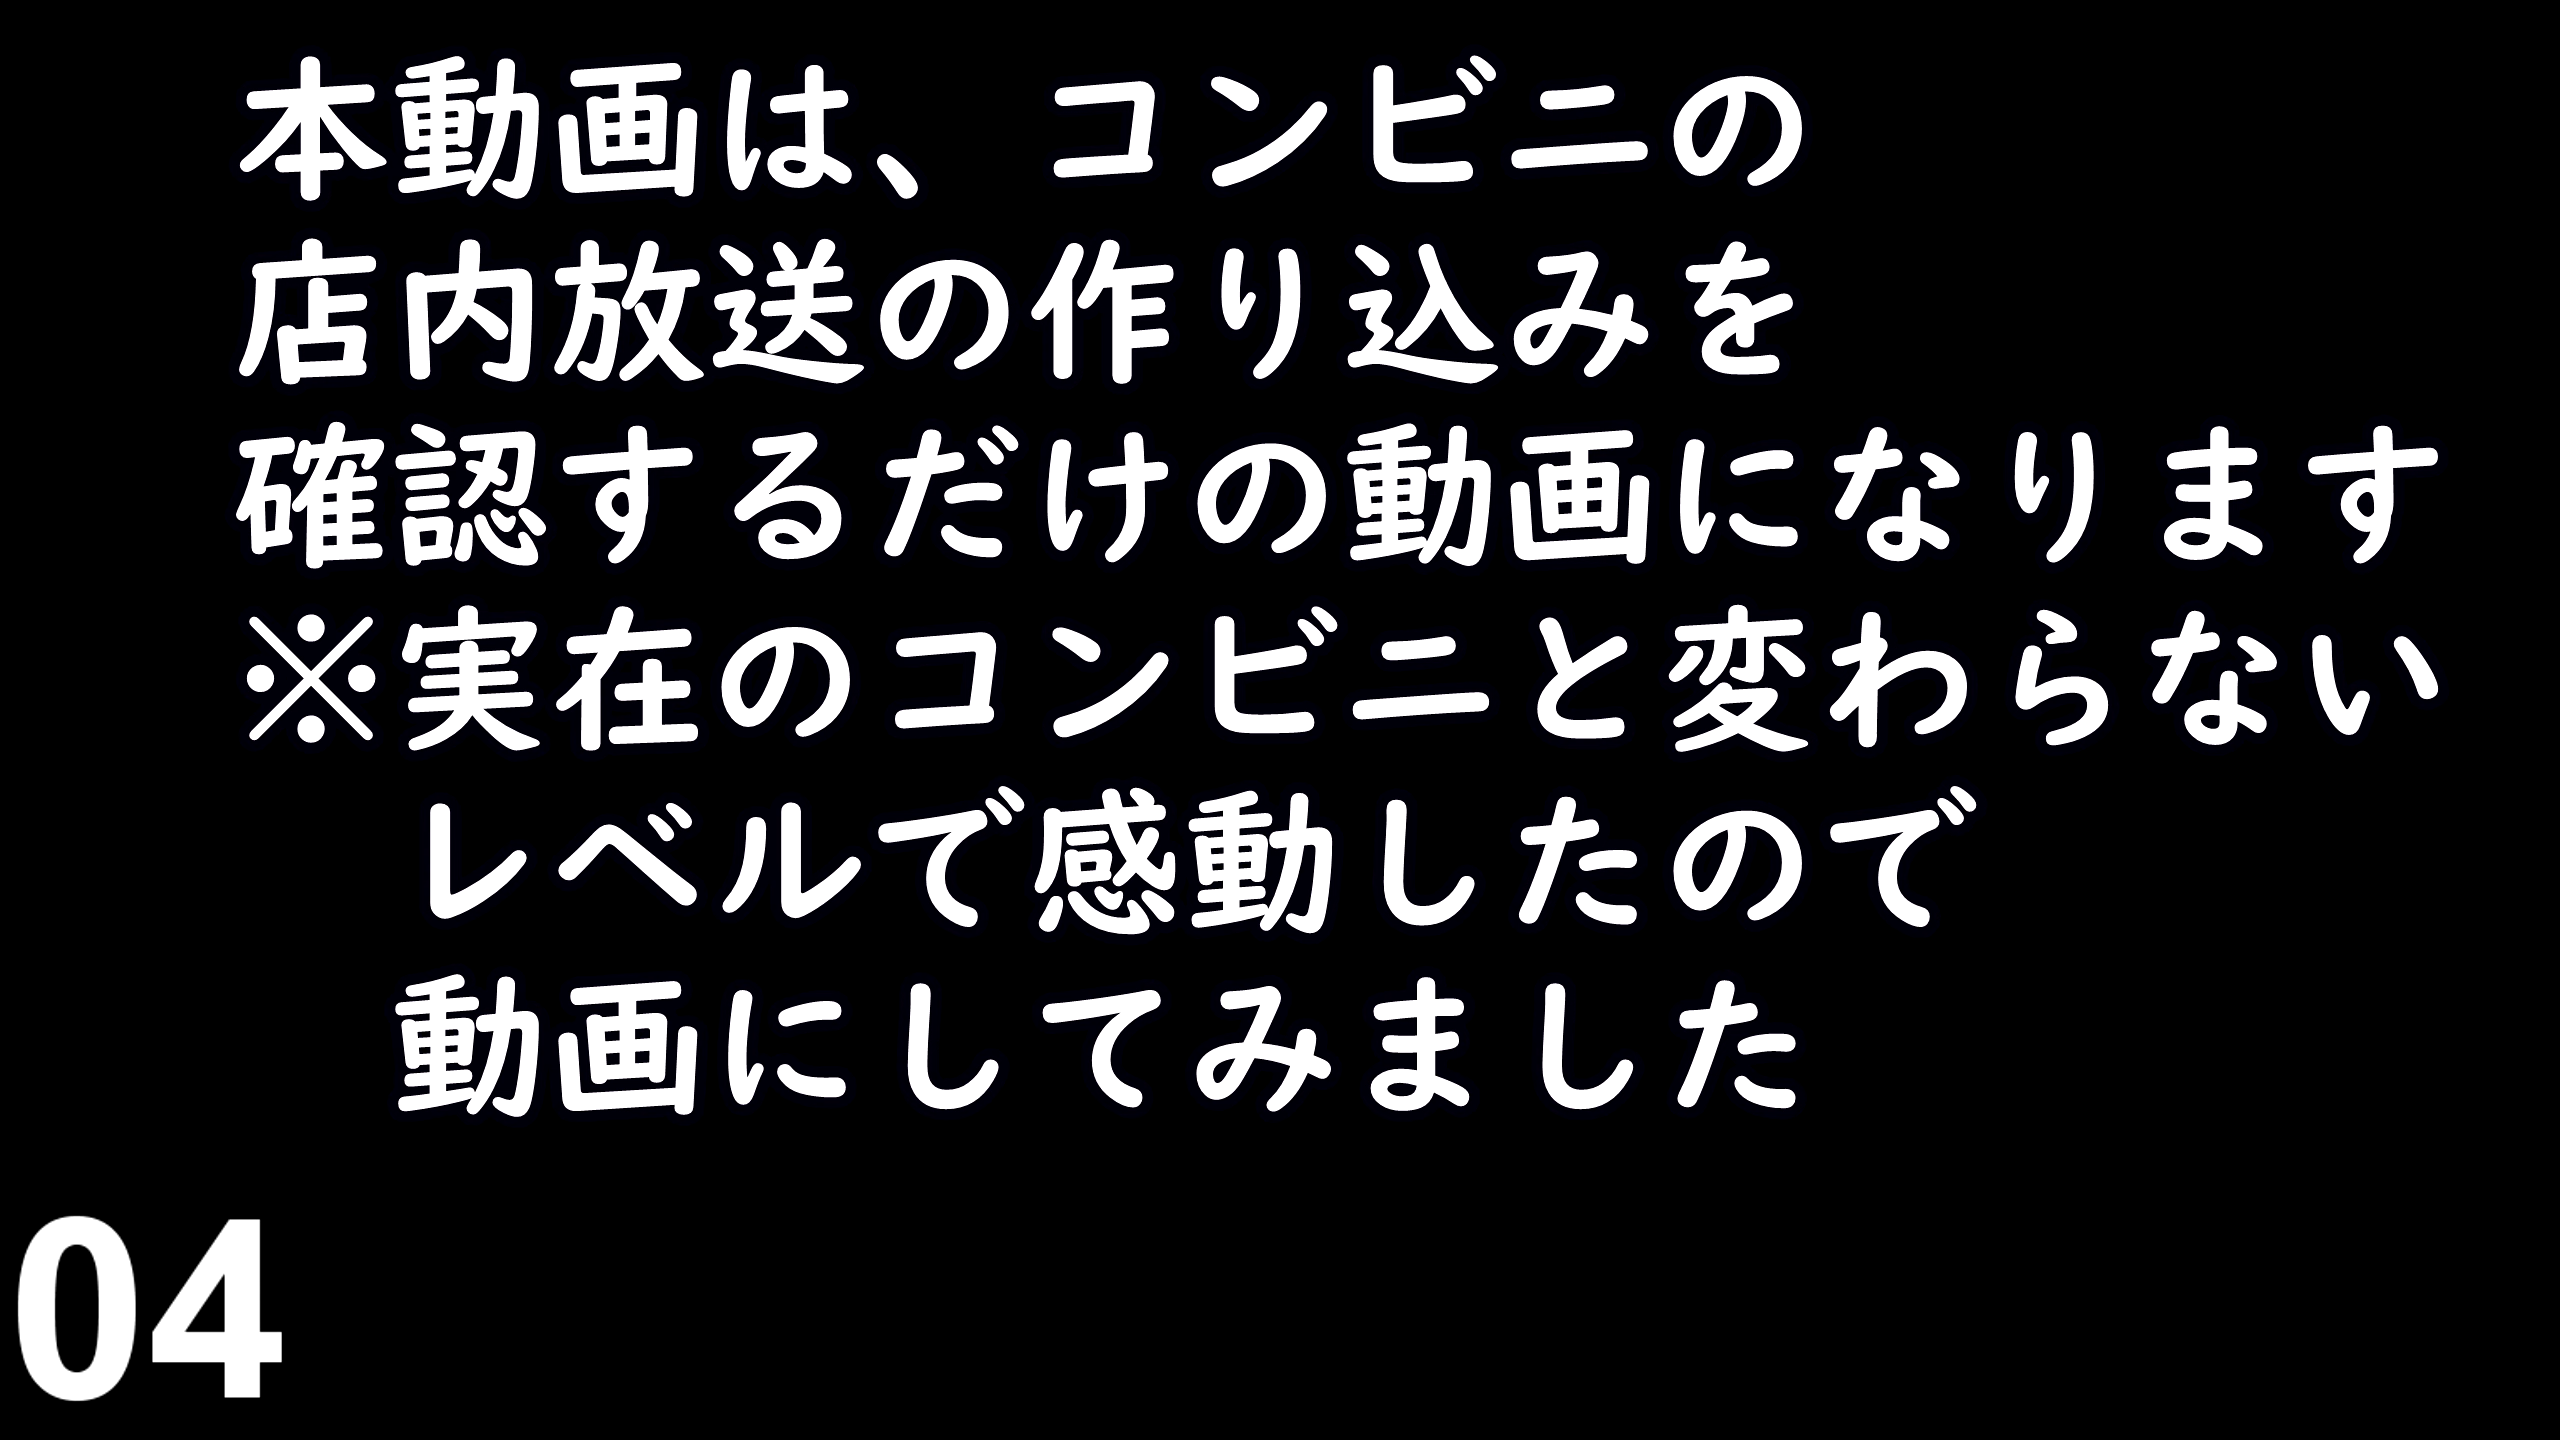 本動画は、コンビニの
店内放送の作り込みを
確認するだけの動画になります
※実在のコンビニと変わらない
レベルで感動したので
動画にしてみました
04